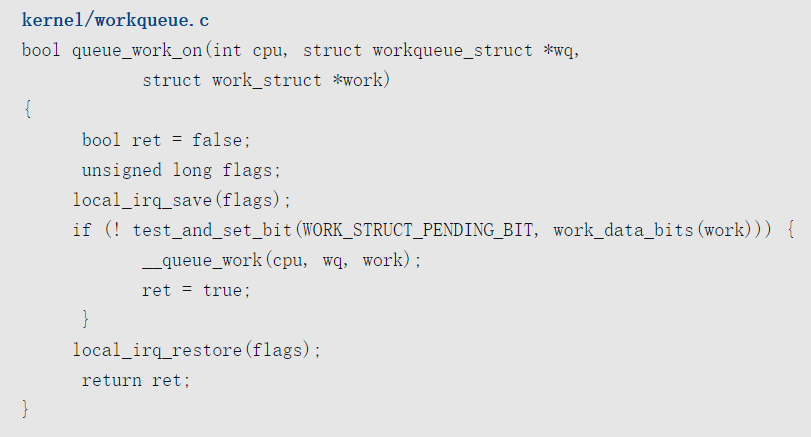 kernel/workqueue.c
bool queue_work_on(int cpu, struct workqueue_struct *wq,
struct work_struct *work)
{
bool ret = false;
unsigned long flags;
local_irq_save(flags);
if (! test_and_set_bit(WORK_STRUCT_PENDING_BIT, work_data_bits(work))) {
__queue_work(cpu, wq, work);
ret = true;
}
local_irq_restore(flags);
return ret;
}